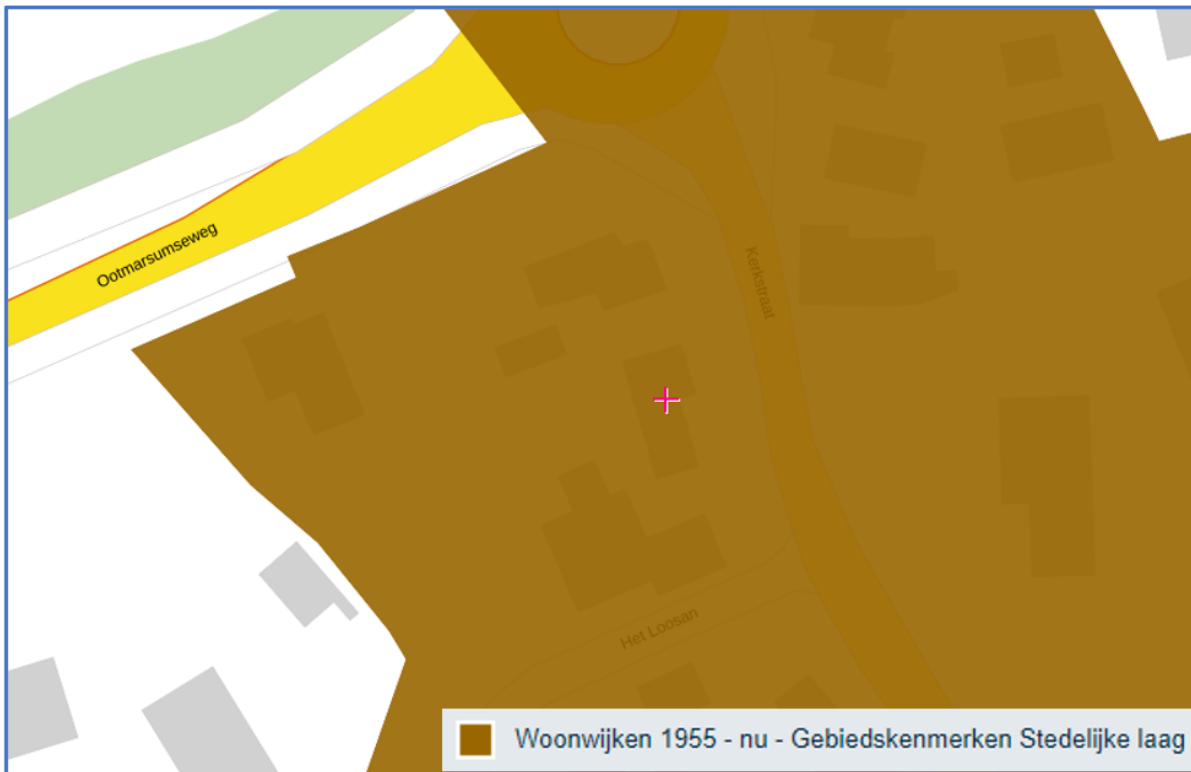 Ootmarsumseweg
Kerkstraat
Het Loosan
Woonwijken 1955 - nu - Gebiedskenmerken Stedelijke laag